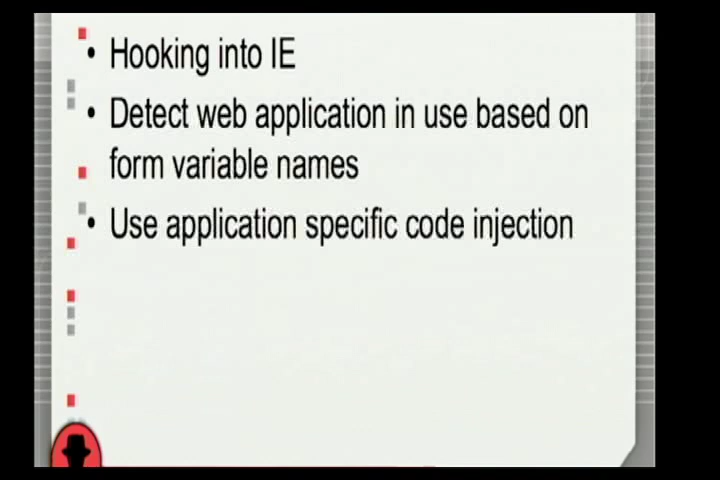 • Hooking into IE
• Detect web application in use based on
form variable names
• Use application specific code injection